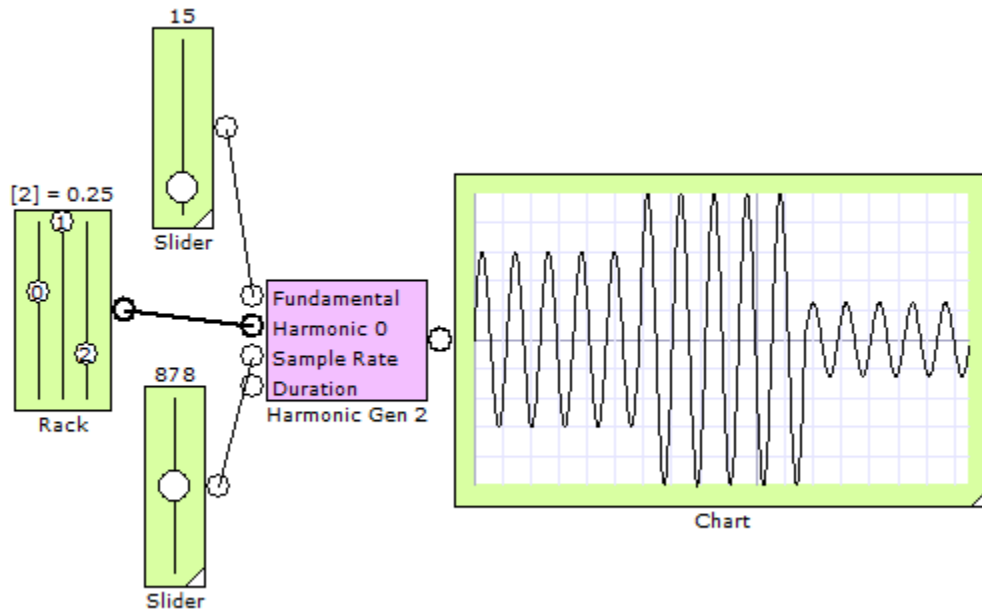 15
Slider
[2] = 0.25
0
1
2
Rack
878
Slider
Fundamental
Harmonic 0
Sample Rate
Duration
Harmonic Gen 2
Chart